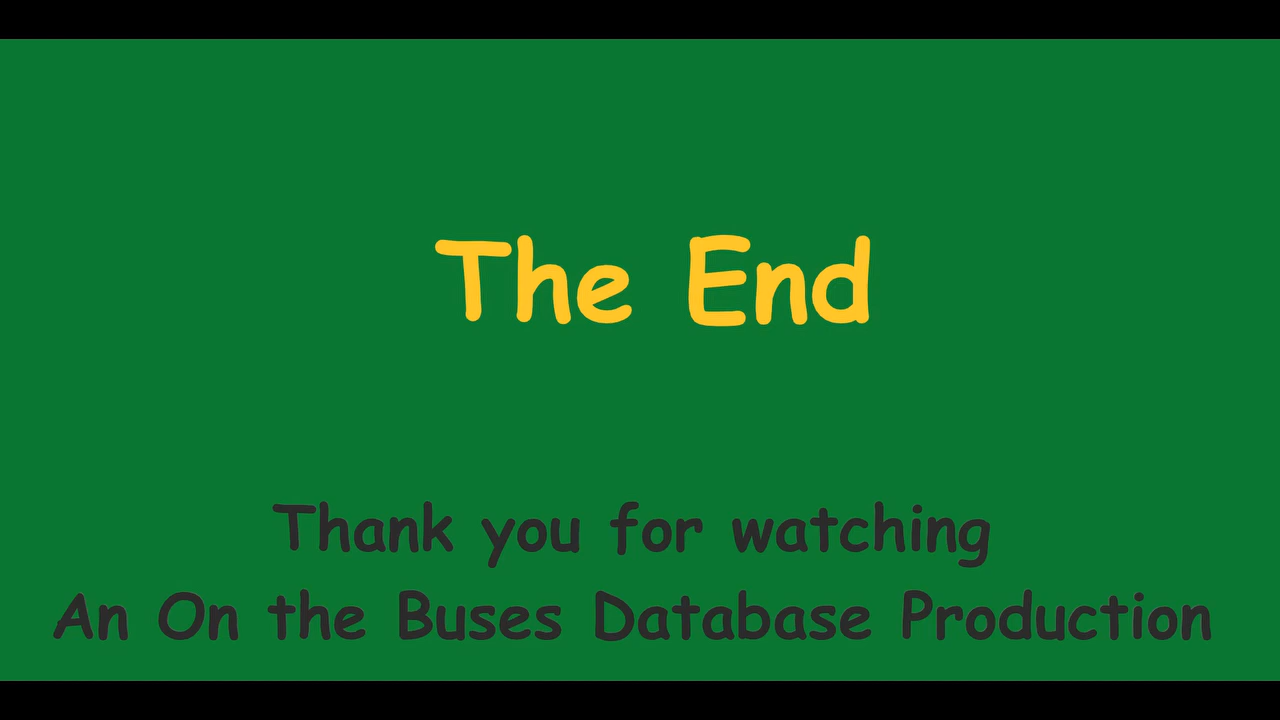 The End
Thank you for watching
An On the Buses Database Production